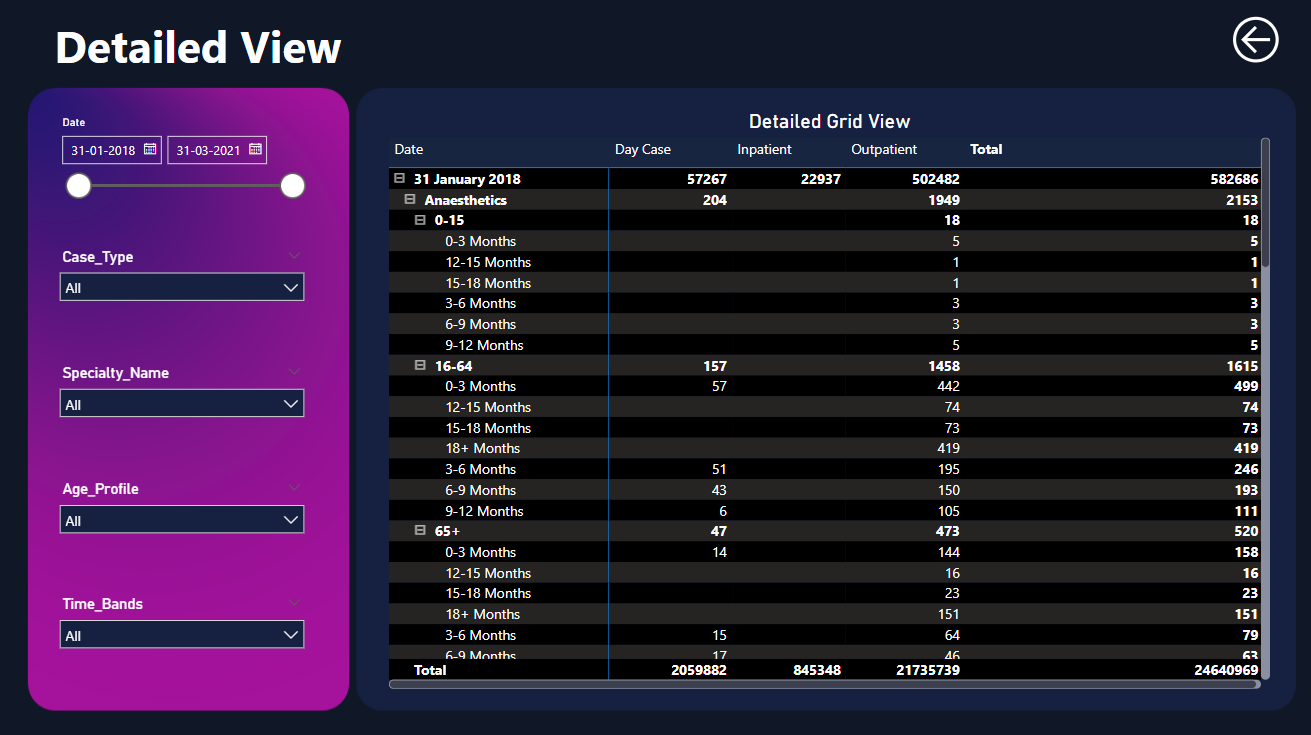 Detailed View
Date
31-01-2018 31-03-2021
Case_Type
All
Specialty_Name
All
Age_Profile
All
Time_Bands
All
Detailed Grid View
Date Day Case Inpatient Outpatient Total
31 January 2018 57267 22937 502482 582686
Anaesthetics 204 1949 2153
0-15 18 18
0-3 Months 5 5
12-15 Months 1 1
15-18 Months 1 1
3-6 Months 3 3
6-9 Months 3 3
9-12 Months 5 5
16-64 157 1458 1615
0-3 Months 57 442 499
12-15 Months 74 74
15-18 Months 73 73
18+ Months 419 419
3-6 Months 51 195 246
6-9 Months 43 150 193
9-12 Months 6 105 111
65+ 47 473 520
0-3 Months 14 144 158
12-15 Months 16 16
15-18 Months 23 23
18+ Months 151 151
3-6 Months 15 64 79
6-9 Months 17 46 63
Total 2059882 845348 21735739 24640969